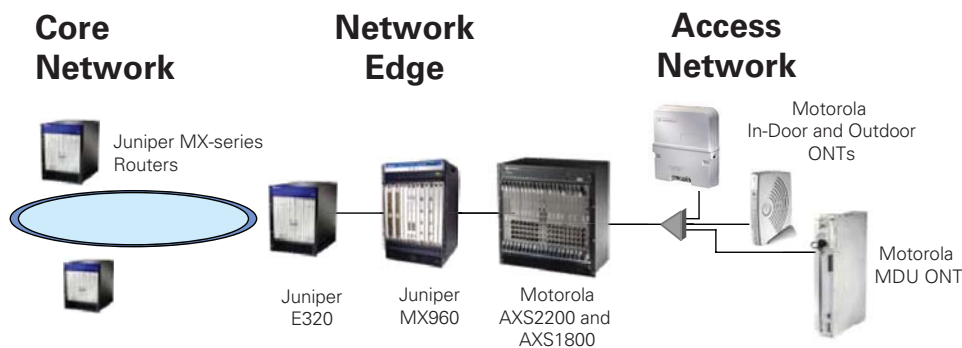 Core
Network
Network
Edge
Access
Network
Juniper MX-series
Routers
Motorola
In-Door and Outdoor
ONTs
Juniper
E320
Juniper
MX960
Motorola
AXS2200 and
AXS1800
Motorola
MDU ONT